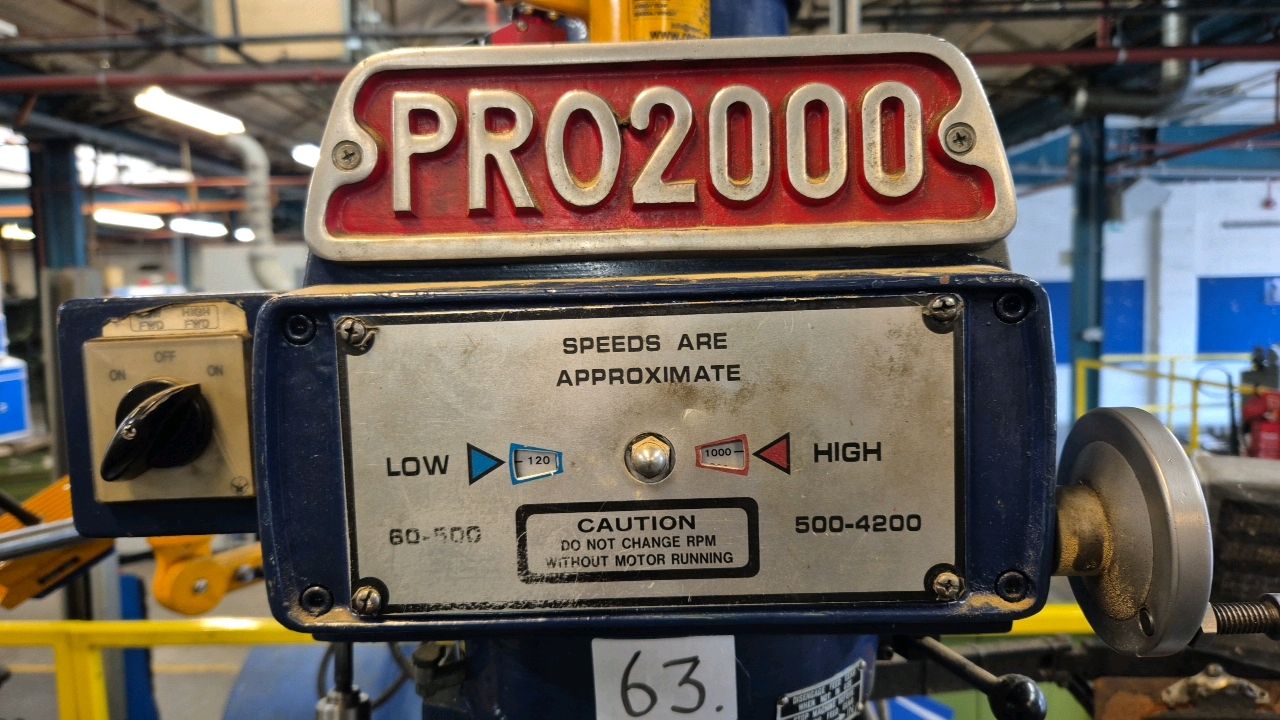 PRO2000
HIGH
FWD FWD
OFF
ON ON
SPEEDS ARE
APPROXIMATE
LOW 120 1000 HIGH
60-500 500-4200
CAUTION
DO NOT CHANGE RPM
WITHOUT MOTOR RUNNING
63.